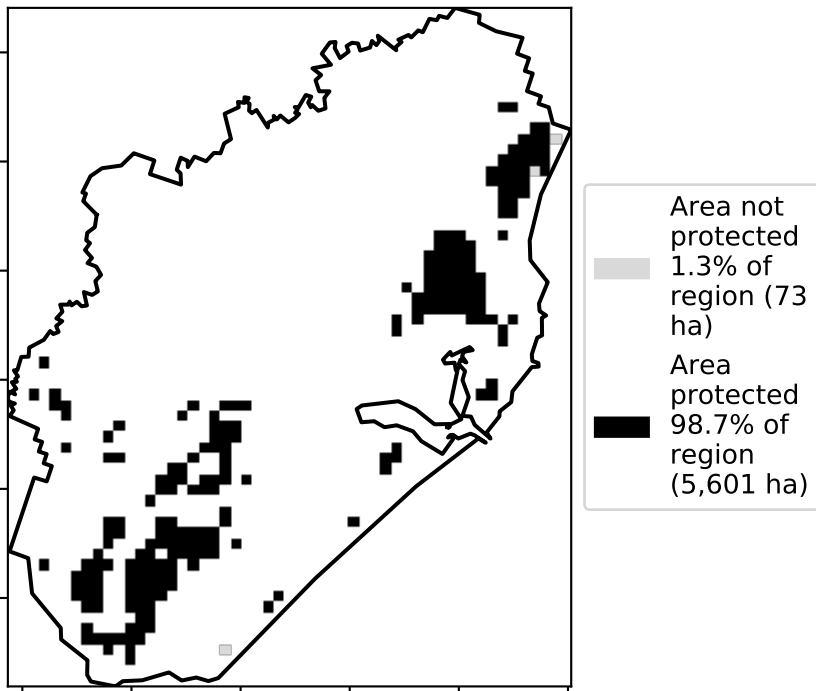 Area not
protected
1.3% of
region (73
ha)
Area
protected
98.7% of
region
(5,601 ha)